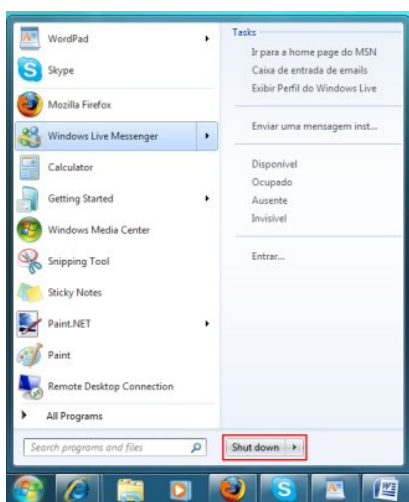 WordPad
Skype
Mozilla Firefox
Windows Live Messenger
Calculator
Getting Started
Windows Media Center
Snipping Tool
Sticky Notes
Paint.NET
Paint
Remote Desktop Connection
All Programs
Search programs and files
Tasks
Ir para a home page do MSN
Caixa de entrada de emails
Exibir Perfil do Windows Live
Enviar uma mensagem inst...
Disponível
Ocupado
Ausente
Invisível
Entrar...
Shut down